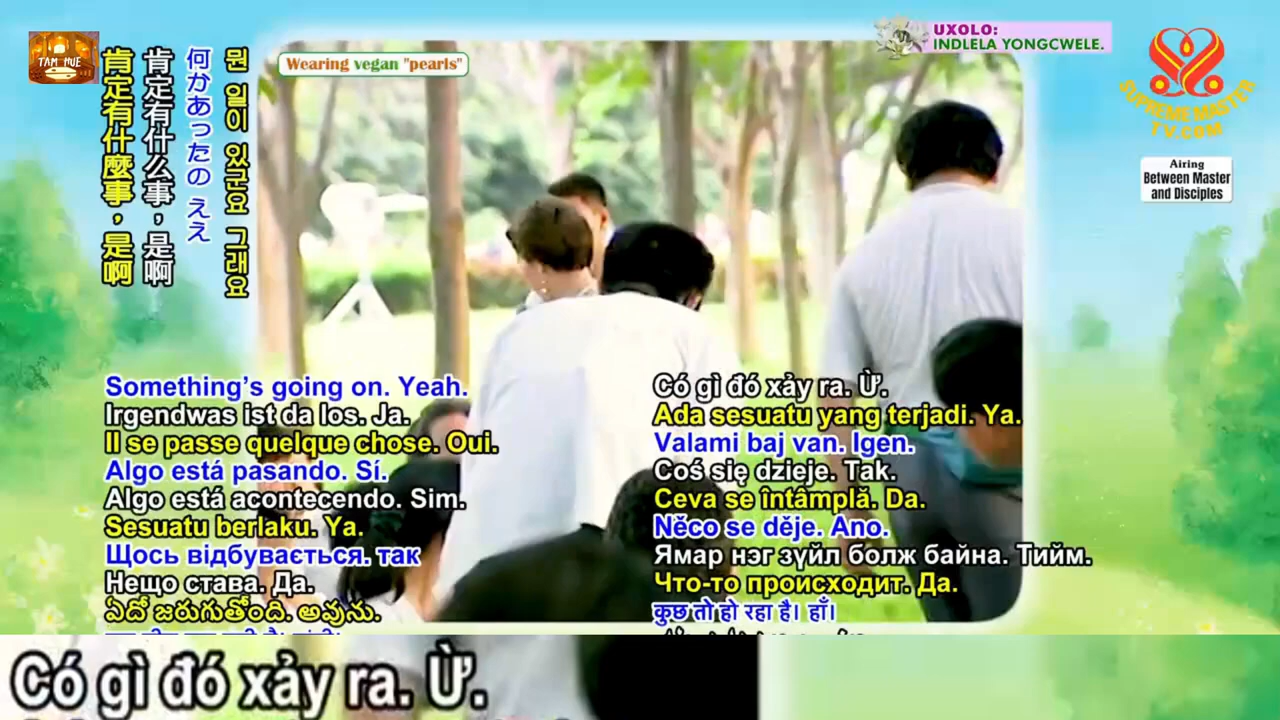 TAM HUE
肯定有什麼事，是啊
肯定有什么事，是啊
何かあったの ええ
뭔 일이 있군요 그래요
Wearing vegan "pearls"
UXOLO:
INDLELA YONGCWELE.
SUPREME MASTER
TV.COM
Airing
Between Master
and Disciples
Something's going on. Yeah.
Irgendwas ist da los. Ja.
Il se passe quelque chose. Oui.
Algo está pasando. Sí.
Algo está acontecendo. Sim.
Sesuatu berlaku. Ya.
Щось відбувається. так
Нещо става. Да.
ఏదో జరుగుతోంది. అవును.
Có gì đó xảy ra. Ừ.
Ada sesuatu yang terjadi. Ya.
Valami baj van. Igen.
Coś się dzieje. Tak.
Ceva se întâmplă. Da.
Něco se děje. Ano.
Ямар нэг зүйл болж байна. Тийм.
Что-то происходит. Да.
कुछ तो हो रहा है। हाँ।
Có gì đó xảy ra. Ừ.